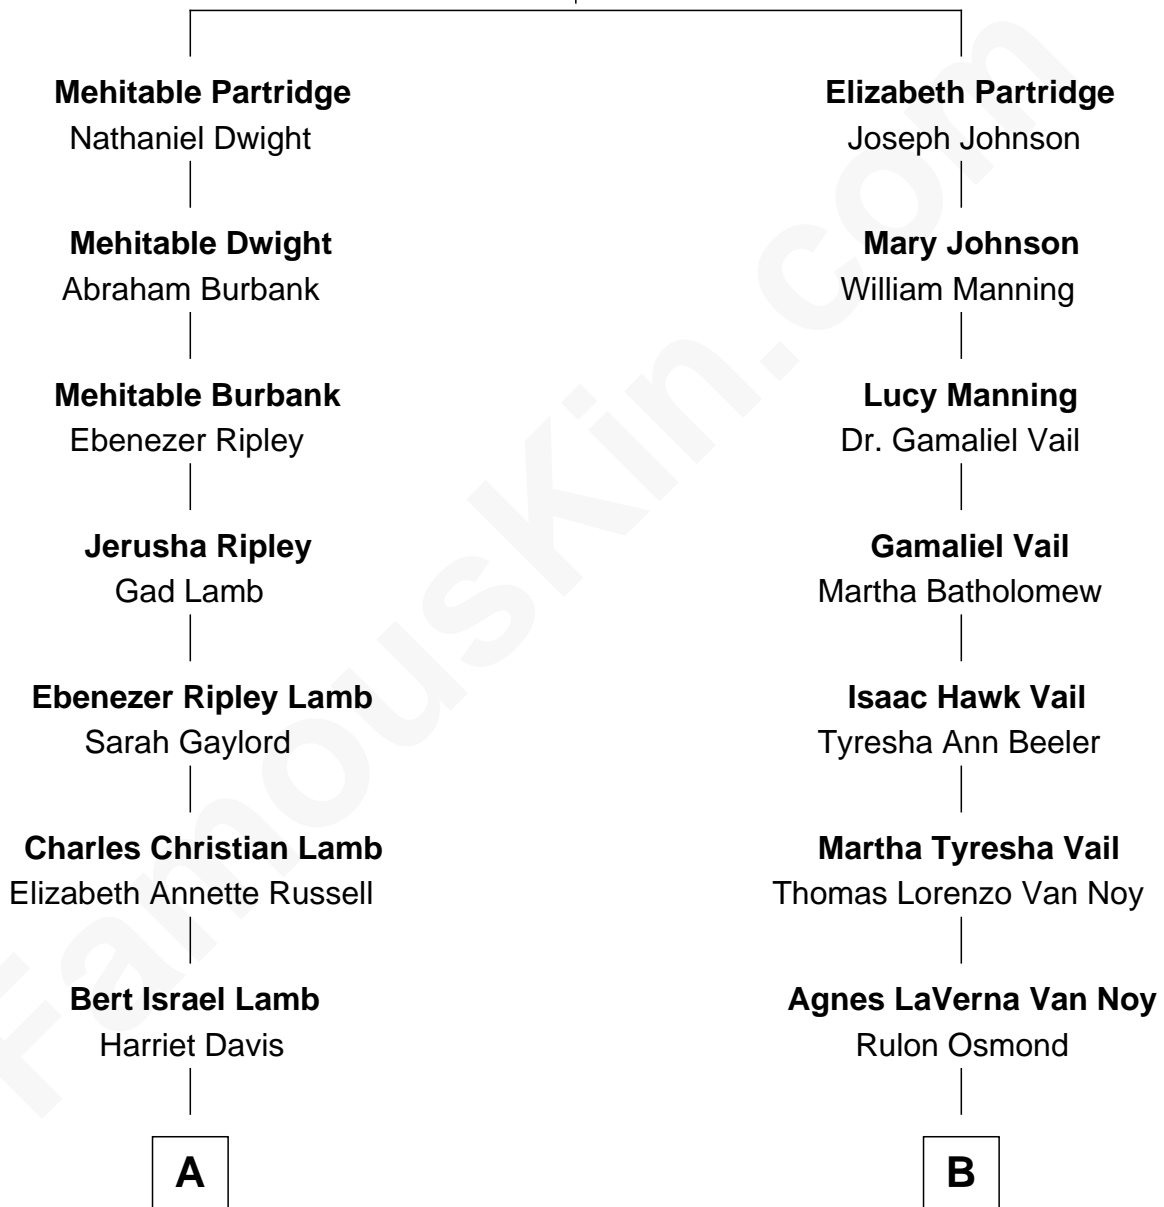 Mehitable Partridge
Nathaniel Dwight
Elizabeth Partridge
Joseph Johnson
Mehitable Dwight
Abraham Burbank
Mary Johnson
William Manning
Mehitable Burbank
Ebenezer Ripley
Lucy Manning
Dr. Gamaliel Vail
Jerusha Ripley
Gad Lamb
Gamaliel Vail
Martha Batholomew
Ebenezer Ripley Lamb
Sarah Gaylord
Isaac Hawk Vail
Tyresha Ann Beeler
Charles Christian Lamb
Elizabeth Annette Russell
Martha Tyresha Vail
Thomas Lorenzo Van Noy
Bert Israel Lamb
Harriet Davis
Agnes LaVerna Van Noy
Rulon Osmond
A
B
FamousKin.com